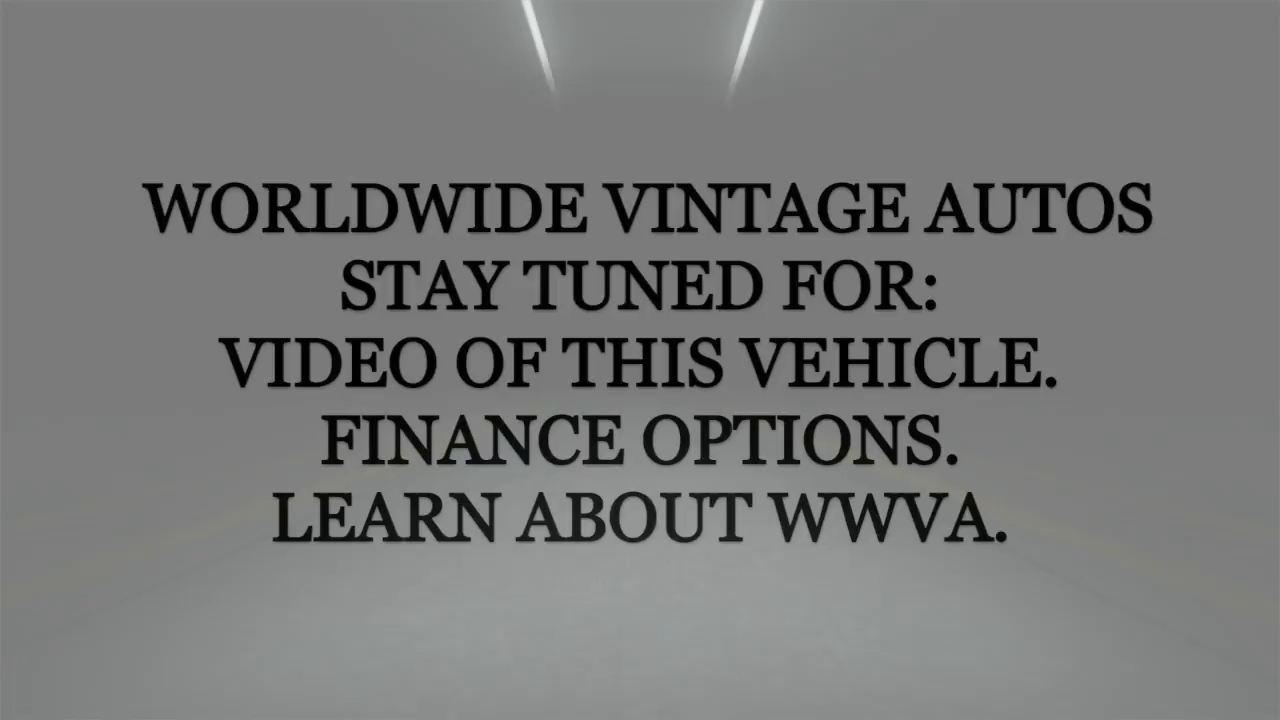 WORLDWIDE VINTAGE AUTOS
STAY TUNED FOR:
VIDEO OF THIS VEHICLE.
FINANCE OPTIONS.
LEARN ABOUT WWVA.